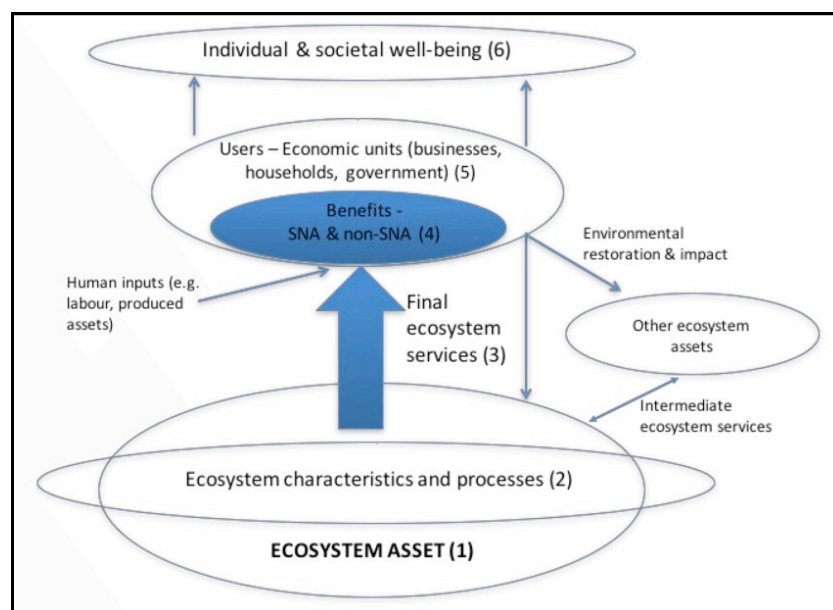 Individual & societal well-being (6)
Users – Economic units (businesses,
households, government) (5)
Benefits -
SNA & non-SNA (4)
Environmental
restoration & impact
Human inputs (e.g.
labour, produced
assets)
Final
ecosystem
services (3)
Other ecosystem
assets
Intermediate
ecosystem services
Ecosystem characteristics and processes (2)
ECOSYSTEM ASSET (1)